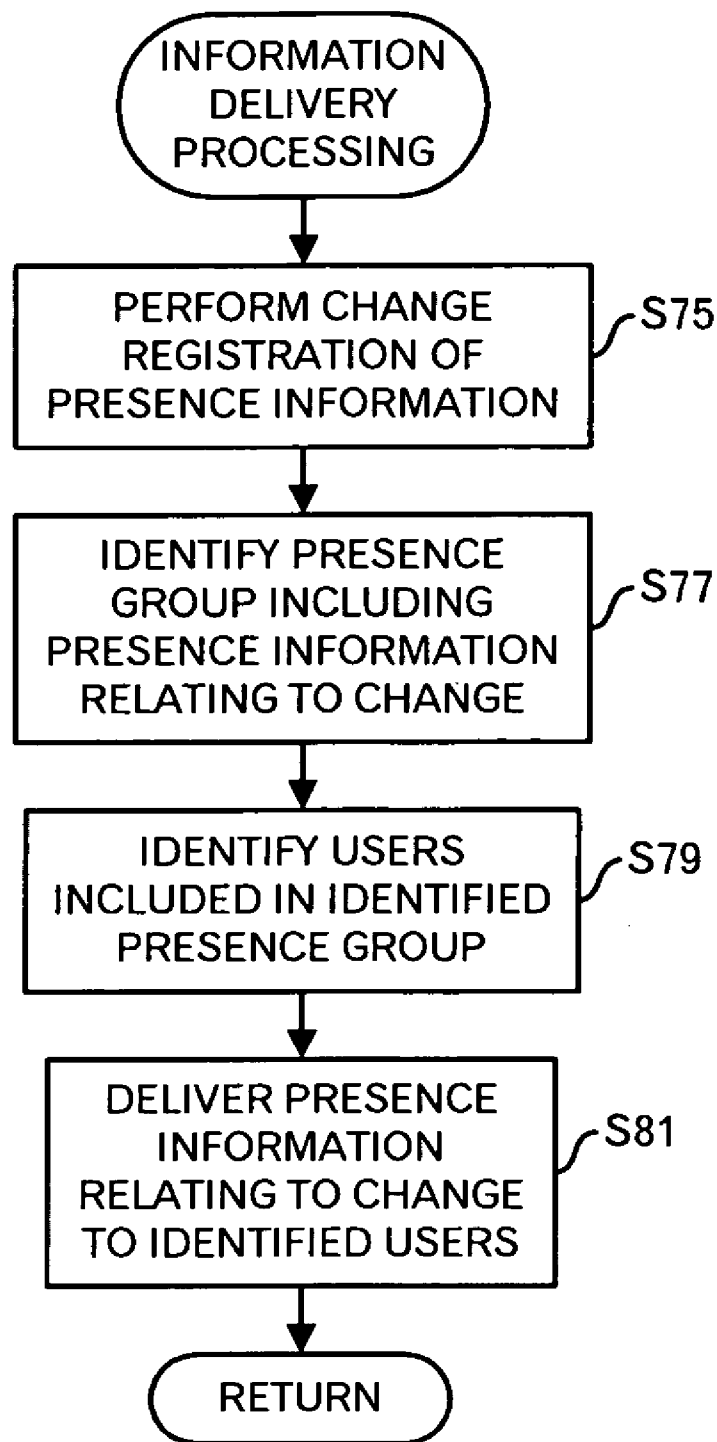 INFORMATION
DELIVERY
PROCESSING
PERFORM CHANGE
REGISTRATION OF
PRESENCE INFORMATION
S75
IDENTIFY PRESENCE
GROUP INCLUDING
PRESENCE INFORMATION
RELATING TO CHANGE
S77
IDENTIFY USERS
INCLUDED IN IDENTIFIED
PRESENCE GROUP
S79
DELIVER PRESENCE
INFORMATION
RELATING TO CHANGE
TO IDENTIFIED USERS
S81
RETURN